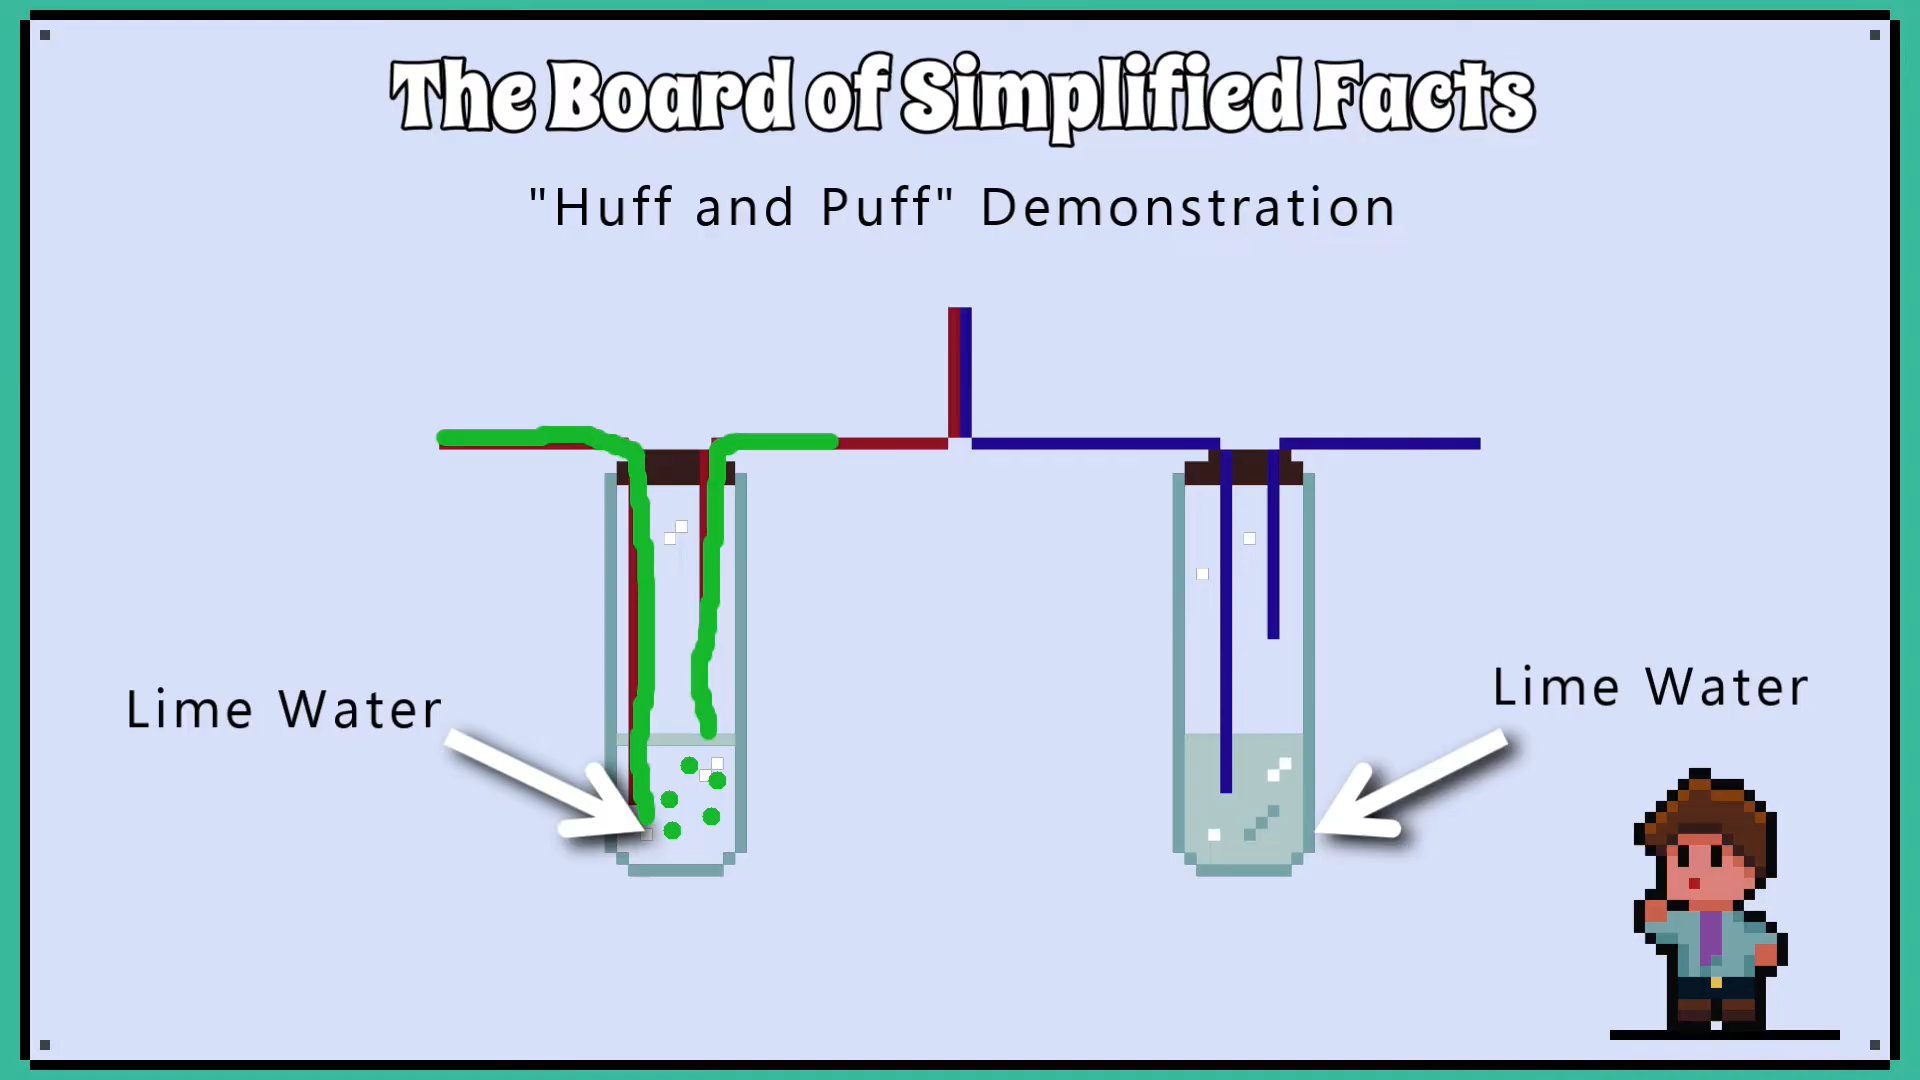 The Board of Simplified Facts
"Huff and Puff" Demonstration
Lime Water
Lime Water